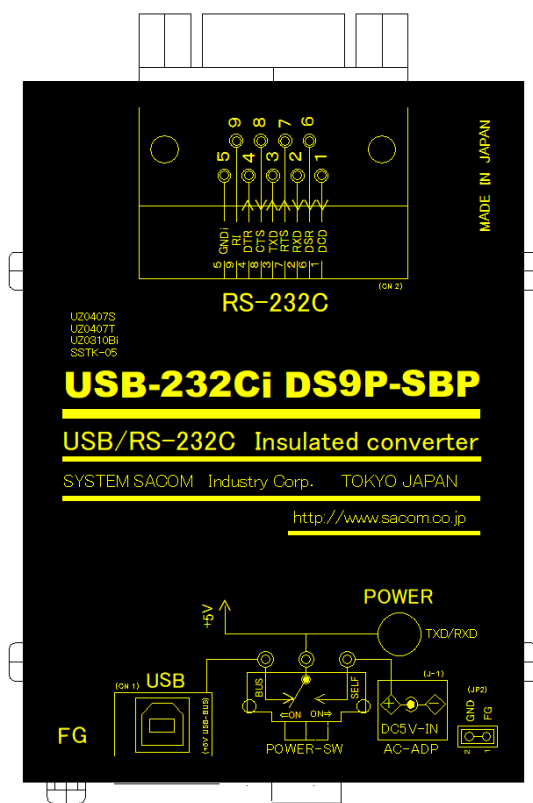 MADE IN JAPAN
9 8 7 6
5 4 3 2 1
GNDi RI DTR CTS TXD RTS RXD DSR DCD
5 9 4 8 3 7 2 6 1
(CN 2)
RS-232C
UZ0407S
UZ0407T
UZ0310Bi
SSTK-05
USB-232Ci DS9P-SBP
USB/RS-232C Insulated converter
SYSTEM SACOM Industry Corp. TOKYO JAPAN
http://www.sacom.co.jp
POWER
+5V
TXD/RXD
(CN 1) USB
(+5V USB-BUS)
BUS
SELF
⇐ON ON⇒
POWER-SW
(J-1)
+ −
DC5V-IN
AC-ADP
(JP2)
GND FG
2 1
FG